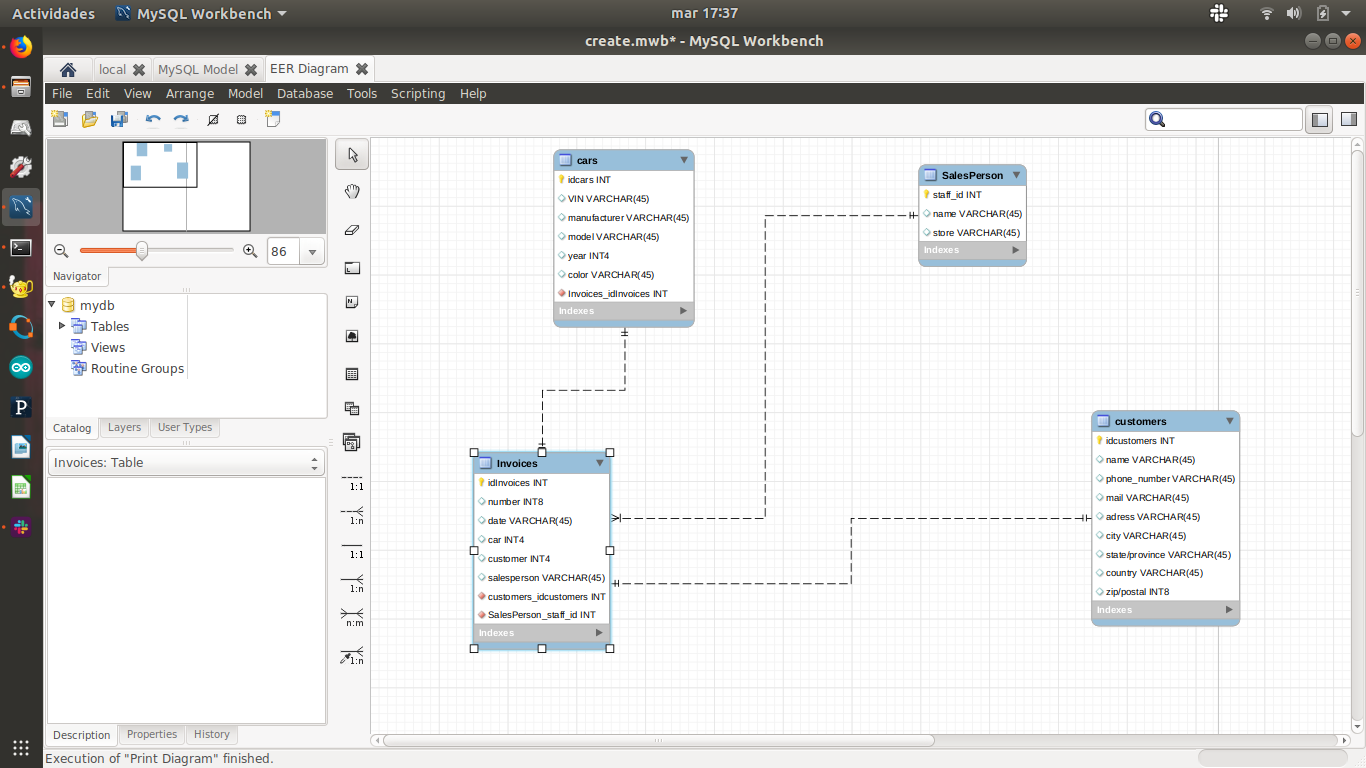 Actividades MySQL Workbench mar 17:37
create.mwb* - MySQL Workbench
local MySQL Model EER Diagram
File Edit View Arrange Model Database Tools Scripting Help
86
Navigator
mydb
Tables
Views
Routine Groups
Catalog Layers User Types
Invoices: Table
Description Properties History
Execution of "Print Diagram" finished.
1:1
1:n
1:1
1:n
n:m
1:n
cars
idcars INT
VIN VARCHAR(45)
manufacturer VARCHAR(45)
model VARCHAR(45)
year INT4
color VARCHAR(45)
Invoices_idInvoices INT
Indexes
SalesPerson
staff_id INT
name VARCHAR(45)
store VARCHAR(45)
Indexes
Invoices
idInvoices INT
number INT8
date VARCHAR(45)
car INT4
customer INT4
salesperson VARCHAR(45)
customers_idcustomers INT
SalesPerson_staff_id INT
Indexes
customers
idcustomers INT
name VARCHAR(45)
phone_number VARCHAR(45)
mail VARCHAR(45)
adress VARCHAR(45)
city VARCHAR(45)
state/province VARCHAR(45)
country VARCHAR(45)
zip/postal INT8
Indexes